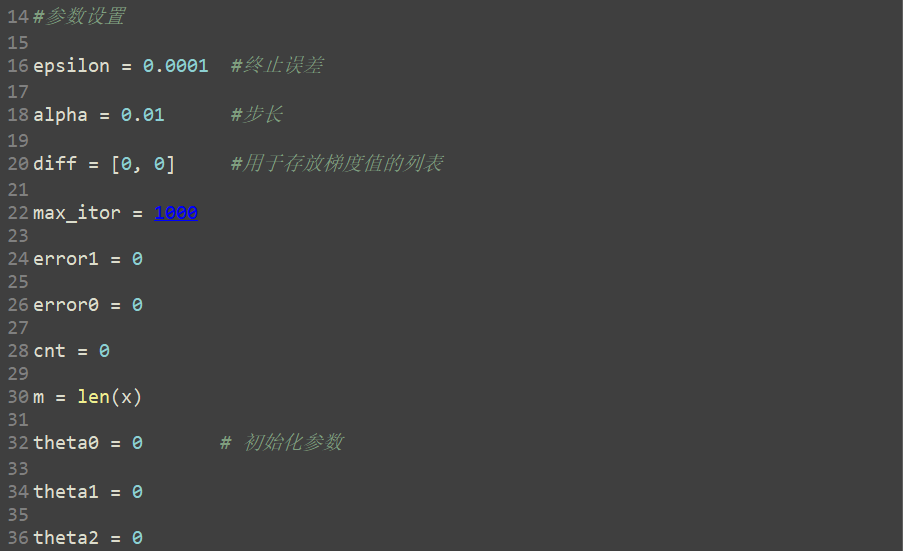 14 #参数设置
15
16 epsilon = 0.0001  #终止误差
17
18 alpha = 0.01      #步长
19
20 diff = [0, 0]     #用于存放梯度值的列表
21
22 max_itor = 1000
23
24 error1 = 0
25
26 error0 = 0
27
28 cnt = 0
29
30 m = len(x)
31
32 theta0 = 0       # 初始化参数
33
34 theta1 = 0
35
36 theta2 = 0